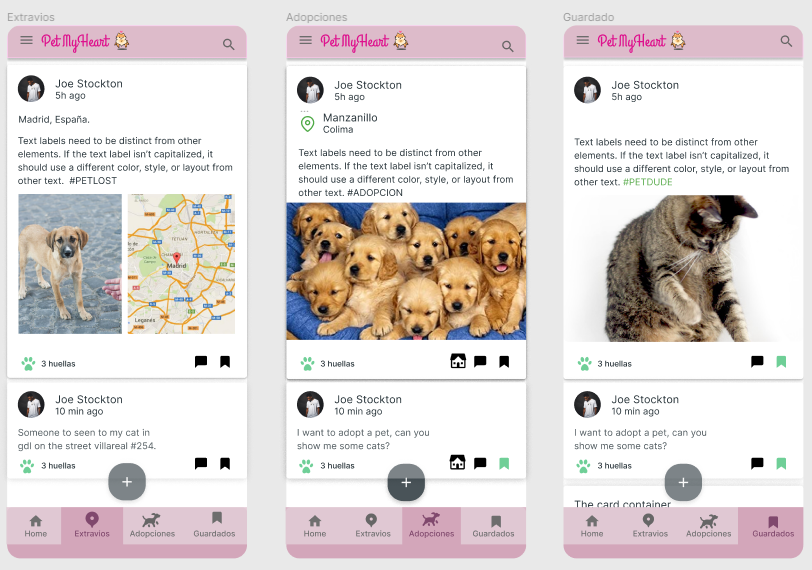 Extravios
Pet MyHeart
Joe Stockton
5h ago
Madrid, España.
Text labels need to be distinct from other
elements. If the text label isn’t capitalized, it
should use a different color, style, or layout from
other text. #PETLOST
TETUAN
Madrid
Leganés
3 huellas
Joe Stockton
10 min ago
Someone to seen to my cat in
gdl on the street villareal #254.
3 huellas
+
Home
Extravios
Adopciones
Guardados
Adopciones
Pet MyHeart
Joe Stockton
5h ago
...
Manzanillo
Colima
Text labels need to be distinct from other
elements. If the text label isn’t capitalized, it
should use a different color, style, or layout from
other text. #ADOPCION
3 huellas
Joe Stockton
10 min ago
I want to adopt a pet, can you
show me some cats?
3 huellas
+
Home
Extravios
Adopciones
Guardados
Guardado
Pet MyHeart
Joe Stockton
5h ago
Text labels need to be distinct from other
elements. If the text label isn’t capitalized, it
should use a different color, style, or layout from
other text. #PETDUDE
3 huellas
Joe Stockton
10 min ago
I want to adopt a pet, can you
show me some cats?
3 huellas
+
The card container
Home
Extravios
Adopciones
Guardados